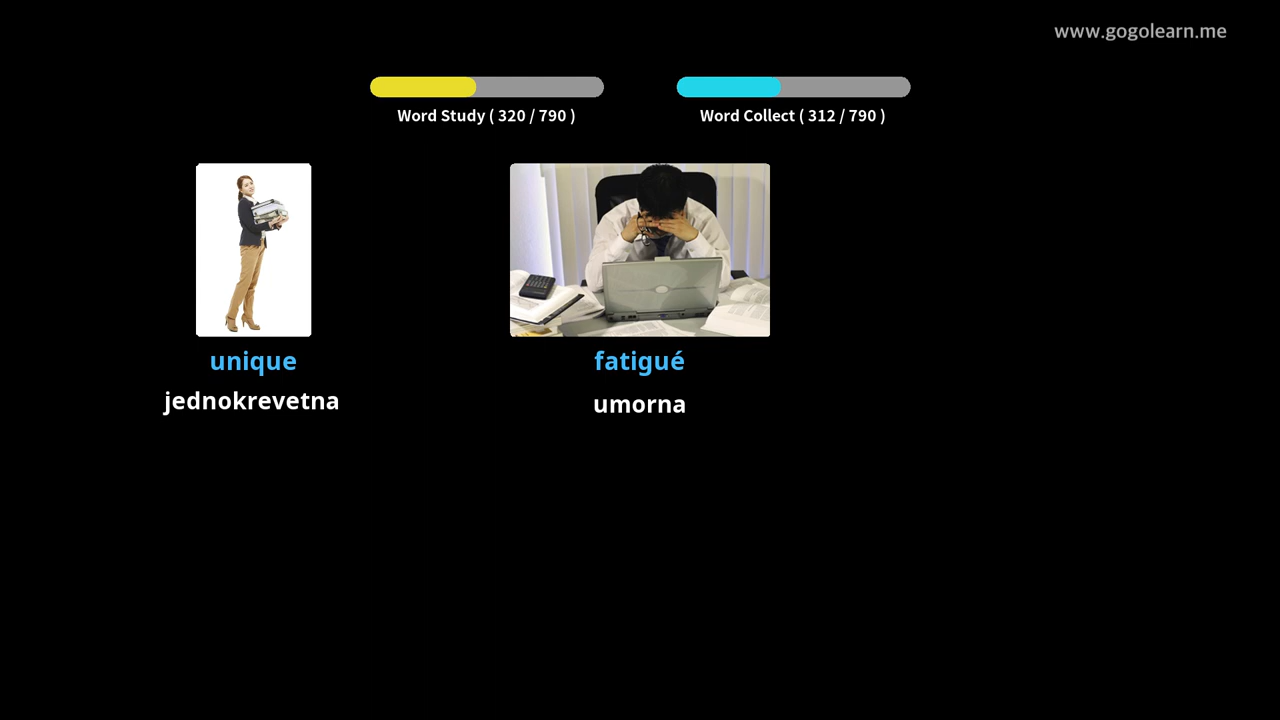 www.gogolearn.me
Word Study ( 320 / 790 )
Word Collect ( 312 / 790 )
unique
jednokrevetna
fatigué
umorna